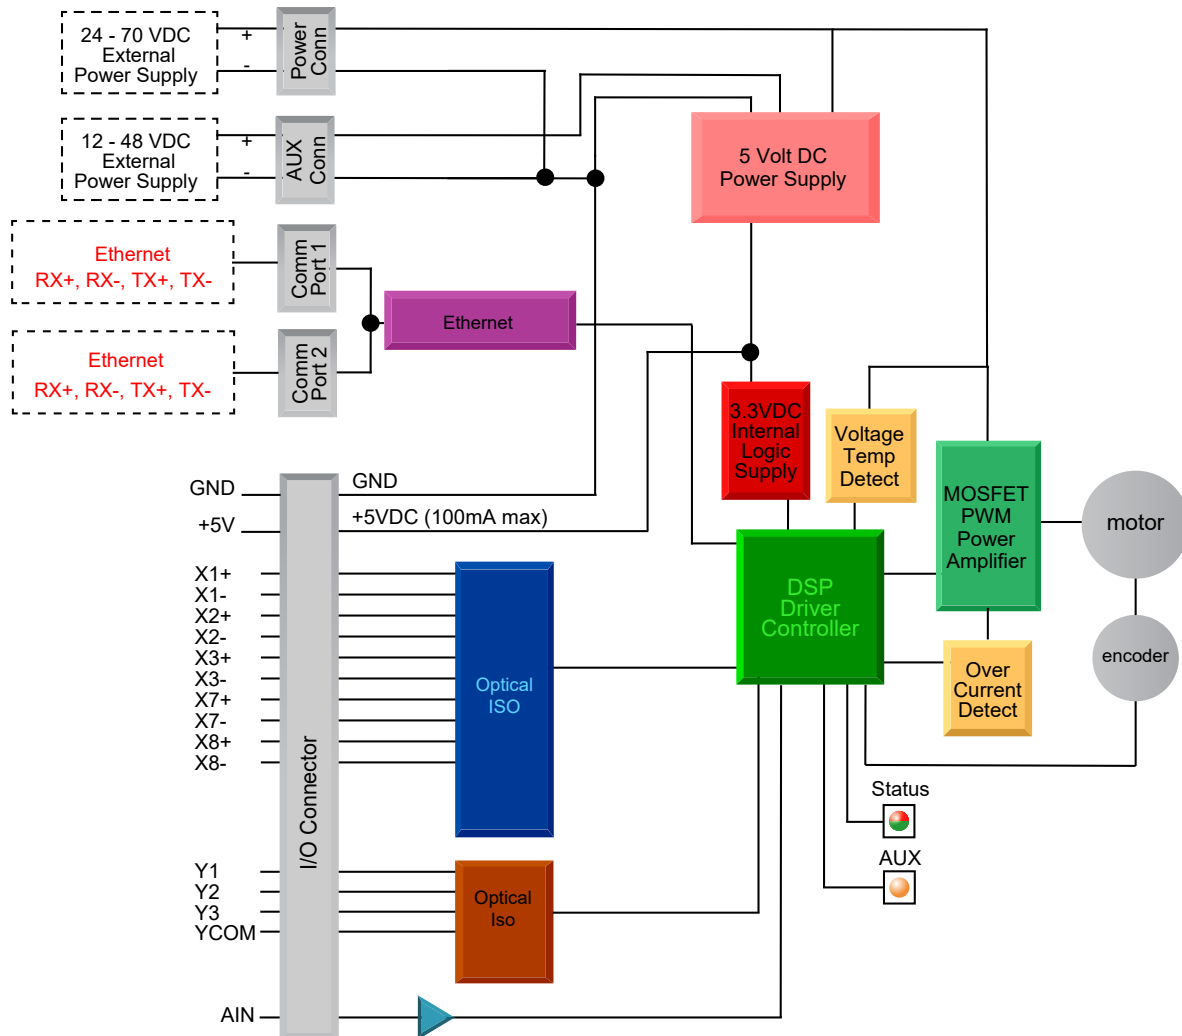 24 - 70 VDC
External
Power Supply
+
-
Power
Conn
12 - 48 VDC
External
Power Supply
+
-
AUX
Conn
5 Volt DC
Power Supply
Ethernet
RX+, RX-, TX+, TX-
Comm
Port 1
Ethernet
Ethernet
RX+, RX-, TX+, TX-
Comm
Port 2
3.3VDC
Internal
Logic
Supply
Voltage
Temp
Detect
MOSFET
PWM
Power
Amplifier
motor
GND
GND
+5V
+5VDC (100mA max)
X1+
X1-
X2+
X2-
X3+
X3-
X7+
X7-
X8+
X8-
I/O Connector
Optical
ISO
DSP
Driver
Controller
encoder
Over
Current
Detect
Status
AUX
Y1
Y2
Y3
YCOM
Optical
Iso
AIN